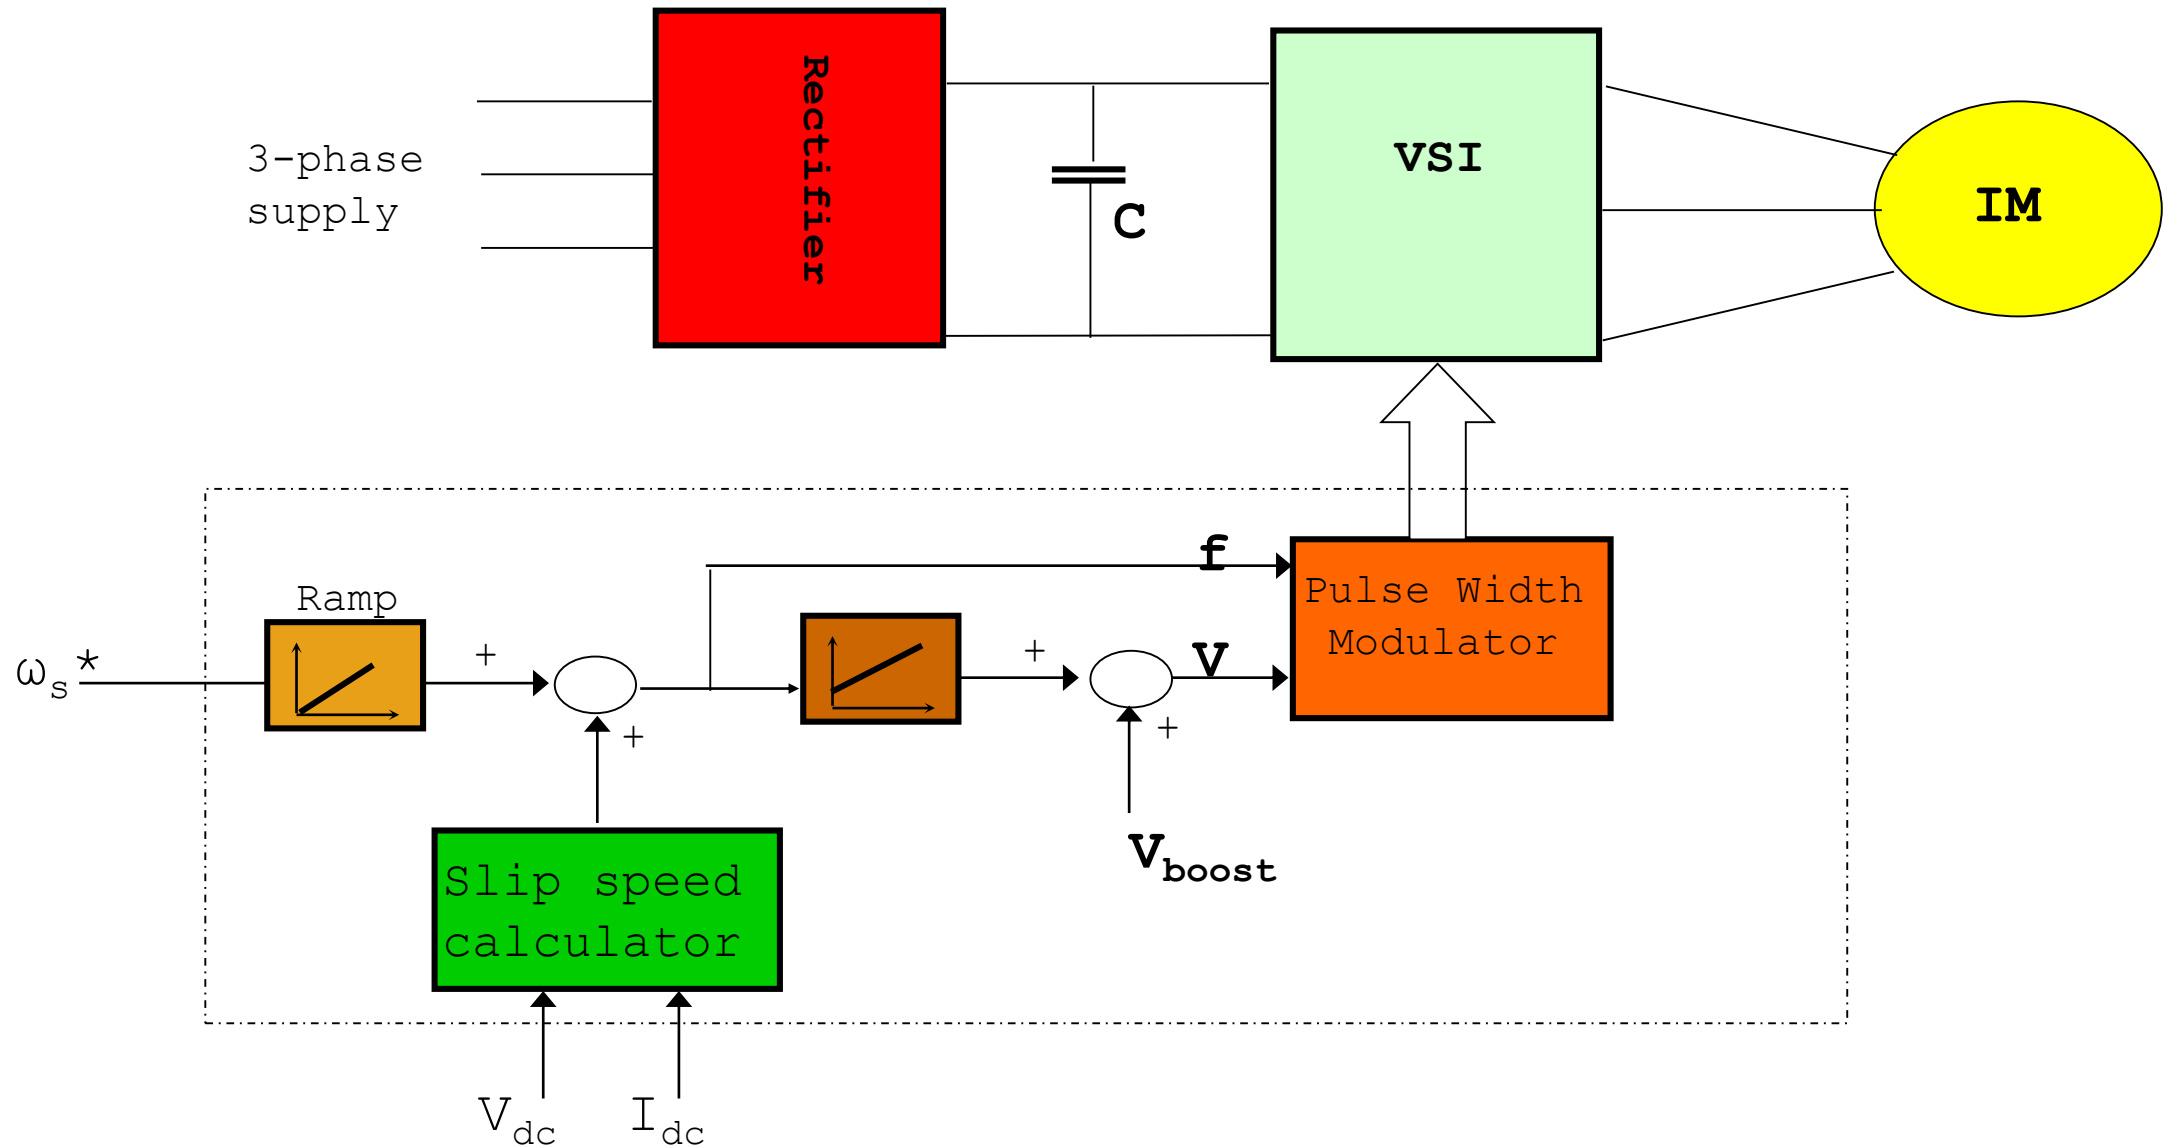 Rectifier
3-phase
supply
C
VSI
IM
f
Ramp
Pulse Width
Modulator
+
+
V
ωs*
+
+
Vboost
Slip speed
calculator
Vdc
Idc